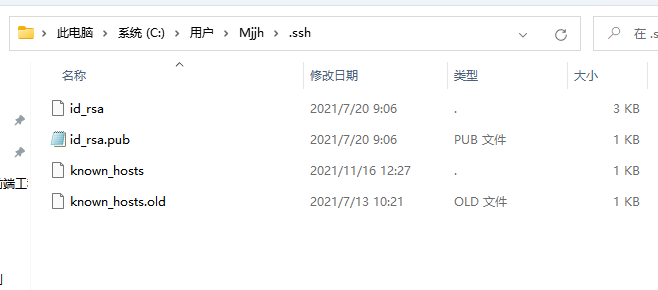 此电脑 › 系统 (C:) › 用户 › Mjjh › .ssh 在 .s
名称 修改日期 类型 大小
id_rsa 2021/7/20 9:06 . 3 KB
id_rsa.pub 2021/7/20 9:06 PUB 文件 1 KB
known_hosts 2021/11/16 12:27 . 1 KB
前端工程
known_hosts.old 2021/7/13 10:21 OLD 文件 1 KB